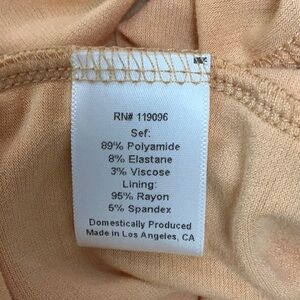 RN# 119096
Sef:
89% Polyamide
8% Elastane
3% Viscose
Lining:
95% Rayon
5% Spandex
Domestically Produced
Made in Los Angeles, CA